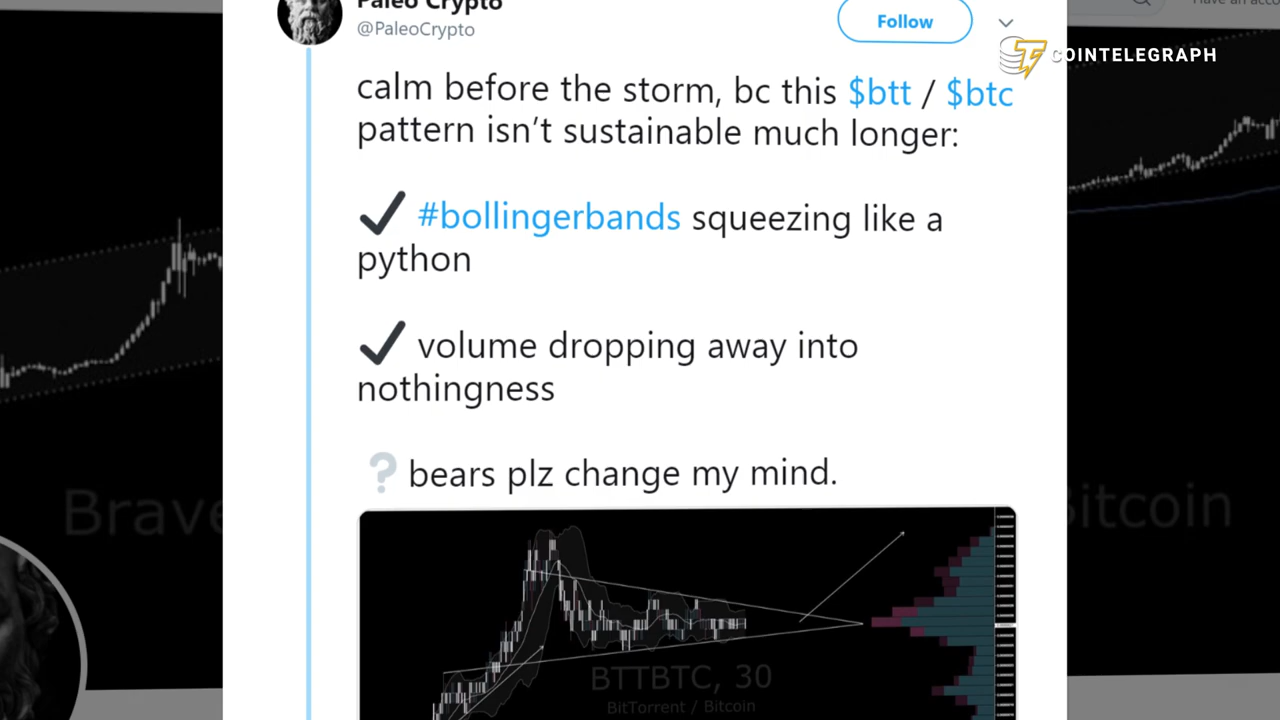 Paleo Crypto
@PaleoCrypto
Follow
COINTELEGRAPH
calm before the storm, bc this $btt / $btc
pattern isn’t sustainable much longer:
✔ #bollingerbands squeezing like a
python
✔ volume dropping away into
nothingness
❔ bears plz change my mind.
Brave
Bitcoin
BTTBTC, 30
BitTorrent / Bitcoin